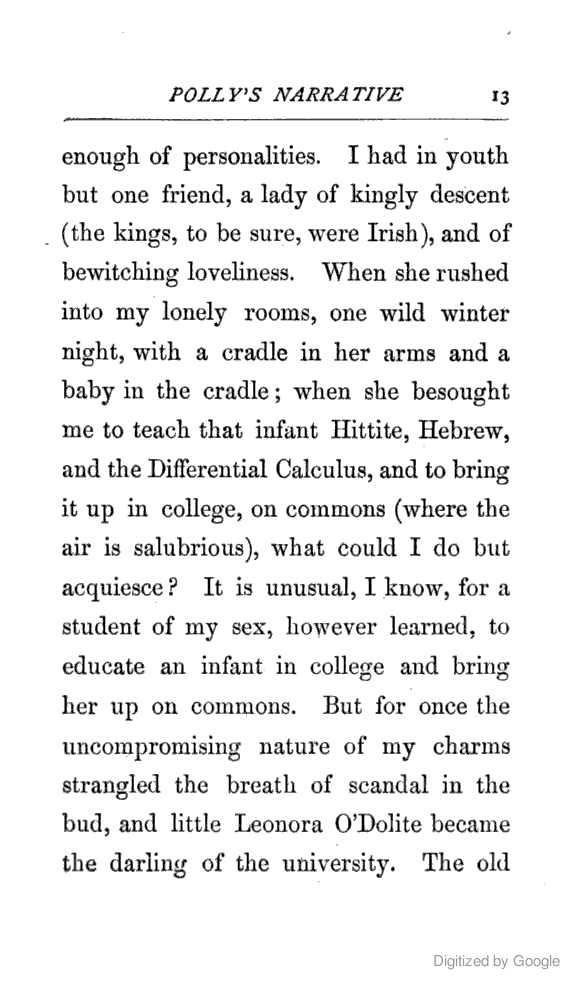 POLLY'S NARRATIVE 13
enough of personalities. I had in youth
but one friend, a lady of kingly descent
(the kings, to be sure, were Irish), and of
bewitching loveliness. When she rushed
into my lonely rooms, one wild winter
night, with a cradle in her arms and a
baby in the cradle; when she besought
me to teach that infant Hittite, Hebrew,
and the Differential Calculus, and to bring
it up in college, on commons (where the
air is salubrious), what could I do but
acquiesce? It is unusual, I know, for a
student of my sex, however learned, to
educate an infant in college and bring
her up on commons. But for once the
uncompromising nature of my charms
strangled the breath of scandal in the
bud, and little Leonora O'Dolite became
the darling of the university. The old
Digitized by Google